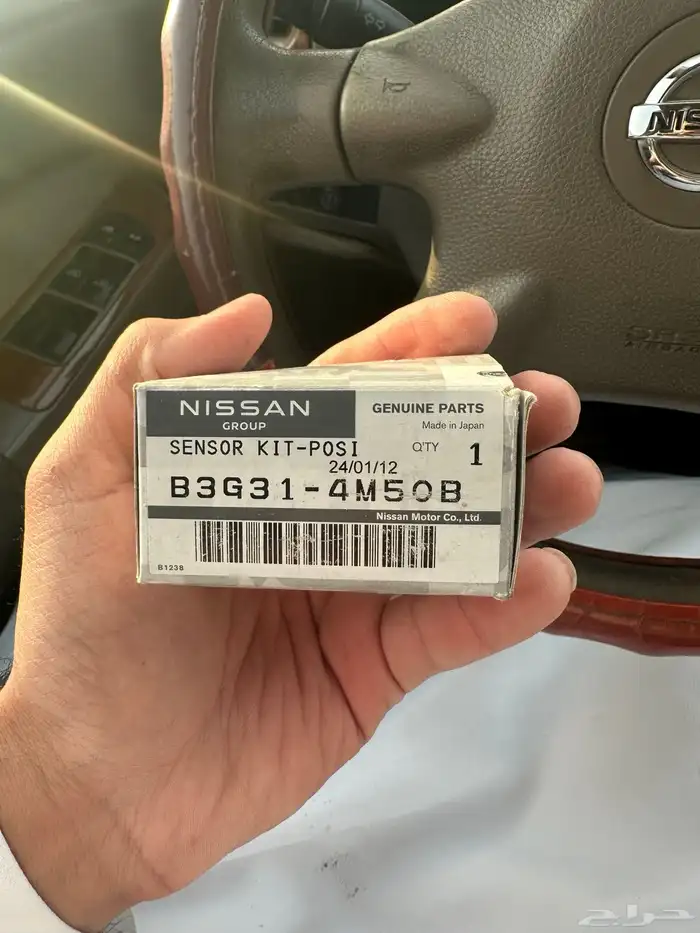 NISSAN
GROUP
GENUINE PARTS
Made in Japan
SENSOR KIT-POSI
Q'TY 1
24/01/12
B3G31-4M50B
Nissan Motor Co., Ltd.
B1238
حراج